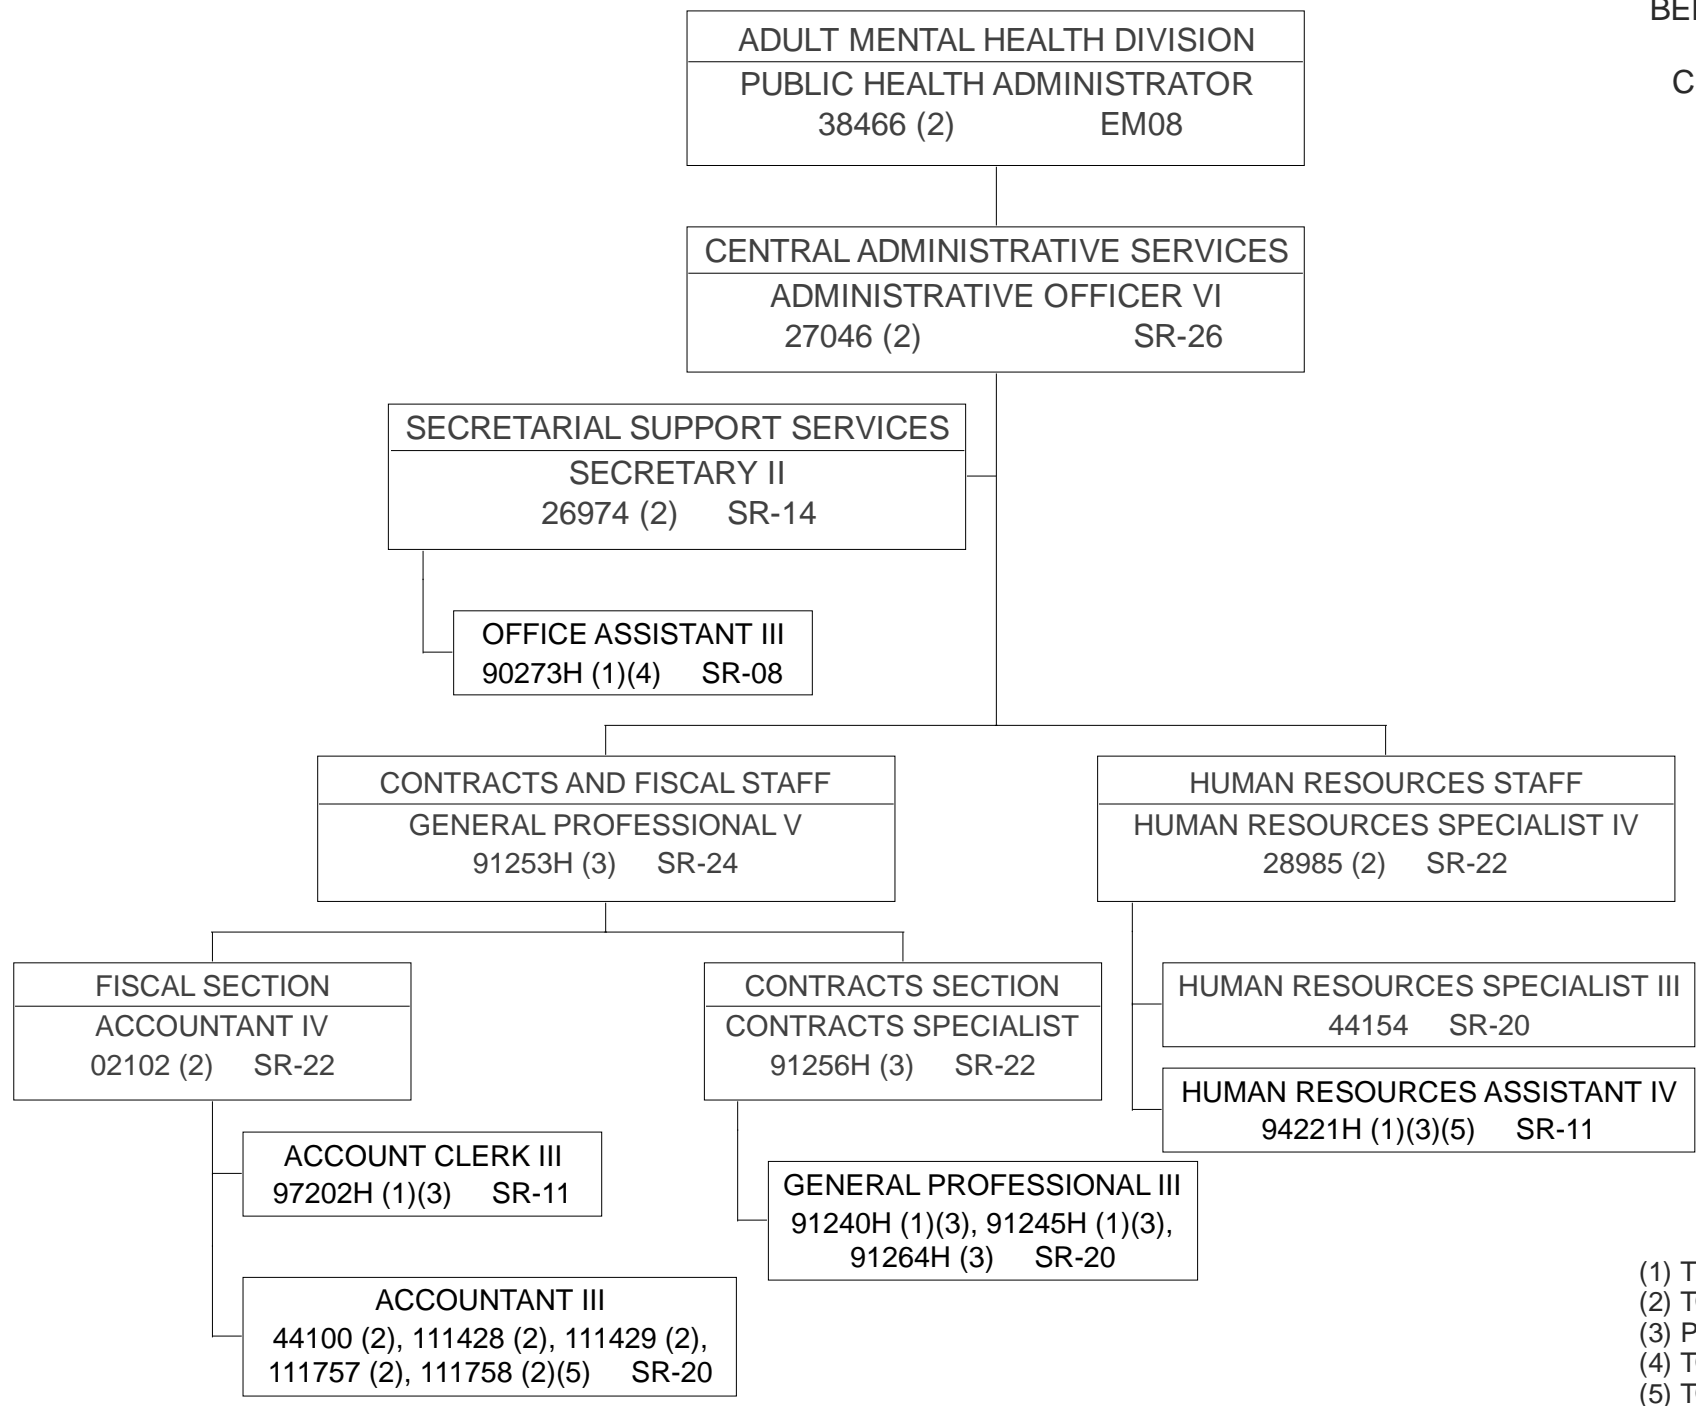 BE
C
ADULT MENTAL HEALTH DIVISION
PUBLIC HEALTH ADMINISTRATOR
38466 (2) EM08
CENTRAL ADMINISTRATIVE SERVICES
ADMINISTRATIVE OFFICER VI
27046 (2) SR-26
SECRETARIAL SUPPORT SERVICES
SECRETARY II
26974 (2) SR-14
OFFICE ASSISTANT III
90273H (1)(4) SR-08
CONTRACTS AND FISCAL STAFF
GENERAL PROFESSIONAL V
91253H (3) SR-24
HUMAN RESOURCES STAFF
HUMAN RESOURCES SPECIALIST IV
28985 (2) SR-22
FISCAL SECTION
ACCOUNTANT IV
02102 (2) SR-22
CONTRACTS SECTION
CONTRACTS SPECIALIST
91256H (3) SR-22
HUMAN RESOURCES SPECIALIST III
44154 SR-20
HUMAN RESOURCES ASSISTANT IV
94221H (1)(3)(5) SR-11
ACCOUNT CLERK III
97202H (1)(3) SR-11
GENERAL PROFESSIONAL III
91240H (1)(3), 91245H (1)(3),
91264H (3) SR-20
ACCOUNTANT III
44100 (2), 111428 (2), 111429 (2),
111757 (2), 111758 (2)(5) SR-20
(1) T
(2) T
(3) P
(4) T
(5) T